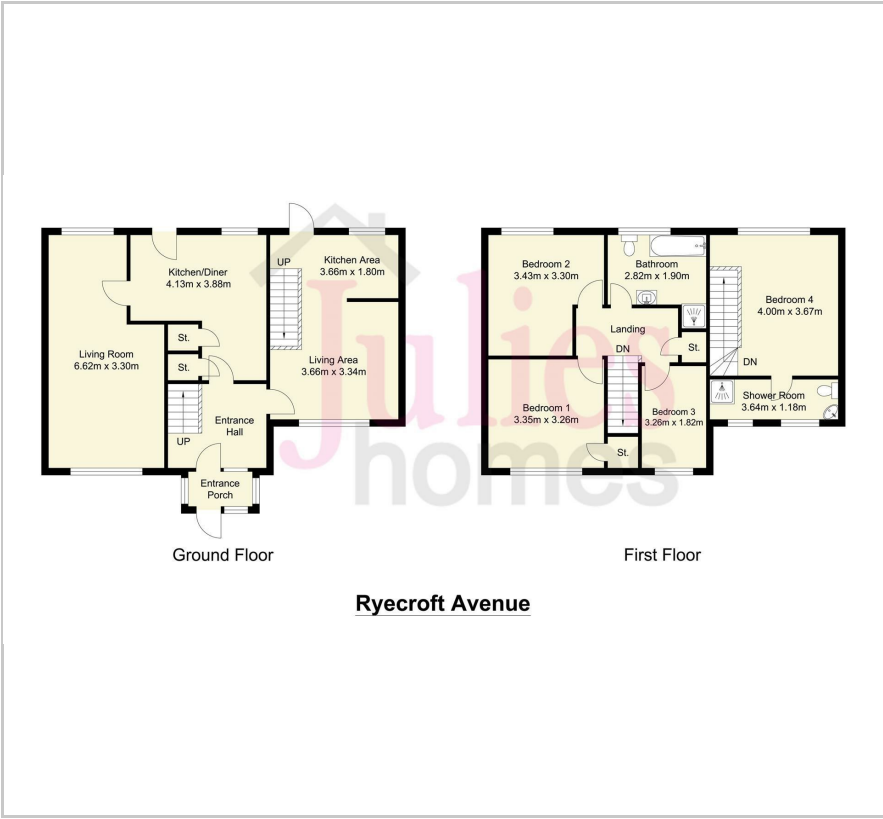 UP
Kitchen Area
3.66m x 1.80m
Kitchen/Diner
4.13m x 3.88m
St.
St.
Living Room
6.62m x 3.30m
Living Area
3.66m x 3.34m
UP
Entrance
Hall
Entrance
Porch
Ground Floor
Bedroom 2
3.43m x 3.30m
Bathroom
2.82m x 1.90m
Bedroom 4
4.00m x 3.67m
Landing
DN
St.
DN
Bedroom 1
3.35m x 3.26m
Bedroom 3
3.26m x 1.82m
Shower Room
3.64m x 1.18m
St.
First Floor
Julies
homes
Ryecroft Avenue